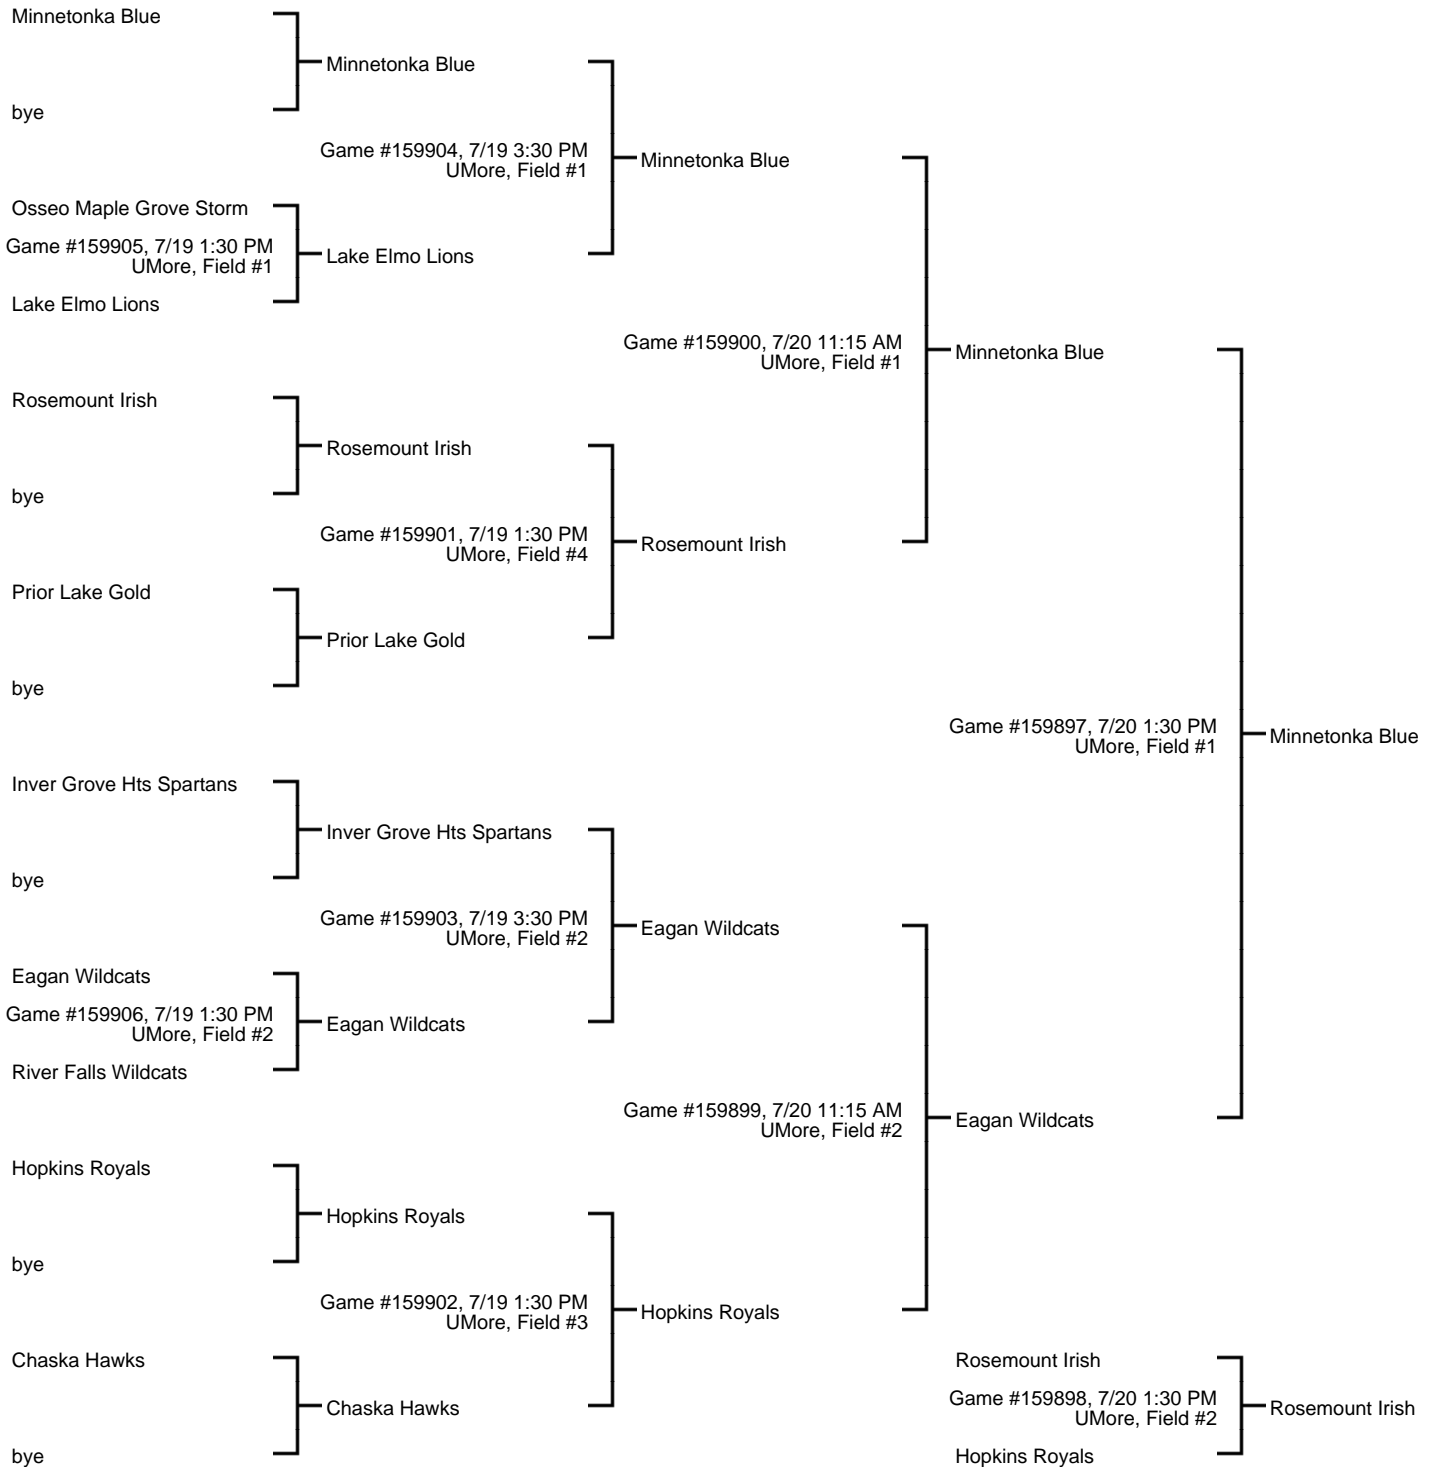 Minnetonka Blue
Minnetonka Blue
bye
Game #159904, 7/19 3:30 PM
UMore, Field #1
Minnetonka Blue
Osseo Maple Grove Storm
Game #159905, 7/19 1:30 PM
UMore, Field #1
Lake Elmo Lions
Lake Elmo Lions
Game #159900, 7/20 11:15 AM
UMore, Field #1
Minnetonka Blue
Rosemount Irish
Rosemount Irish
bye
Game #159901, 7/19 1:30 PM
UMore, Field #4
Rosemount Irish
Prior Lake Gold
Prior Lake Gold
bye
Game #159897, 7/20 1:30 PM
UMore, Field #1
Minnetonka Blue
Inver Grove Hts Spartans
Inver Grove Hts Spartans
bye
Game #159903, 7/19 3:30 PM
UMore, Field #2
Eagan Wildcats
Eagan Wildcats
Game #159906, 7/19 1:30 PM
UMore, Field #2
Eagan Wildcats
River Falls Wildcats
Game #159899, 7/20 11:15 AM
UMore, Field #2
Eagan Wildcats
Hopkins Royals
Hopkins Royals
bye
Game #159902, 7/19 1:30 PM
UMore, Field #3
Hopkins Royals
Chaska Hawks
Chaska Hawks
bye
Rosemount Irish
Game #159898, 7/20 1:30 PM
UMore, Field #2
Rosemount Irish
Hopkins Royals